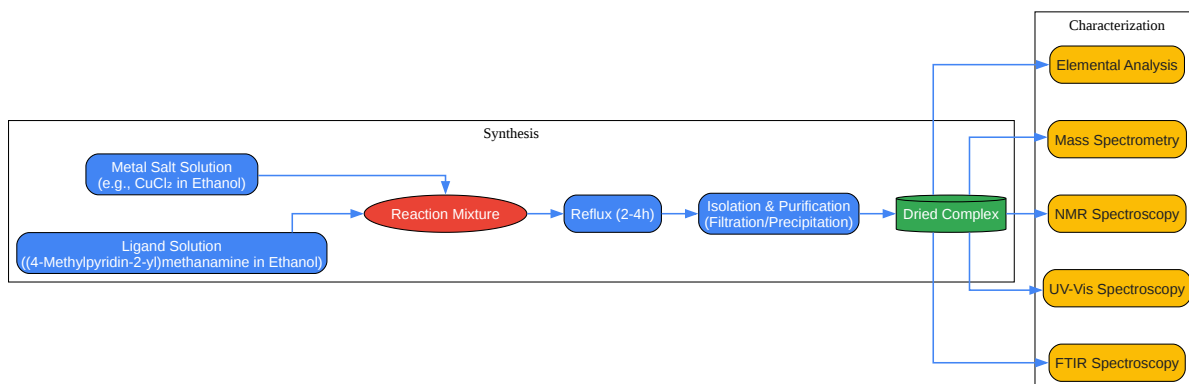 Synthesis
Metal Salt Solution
(e.g., CuCl₂ in Ethanol)
Ligand Solution
((4-Methylpyridin-2-yl)methanamine in Ethanol)
Reaction Mixture
Reflux (2-4h)
Isolation & Purification
(Filtration/Precipitation)
Dried Complex
Characterization
Elemental Analysis
Mass Spectrometry
NMR Spectroscopy
UV-Vis Spectroscopy
FTIR Spectroscopy